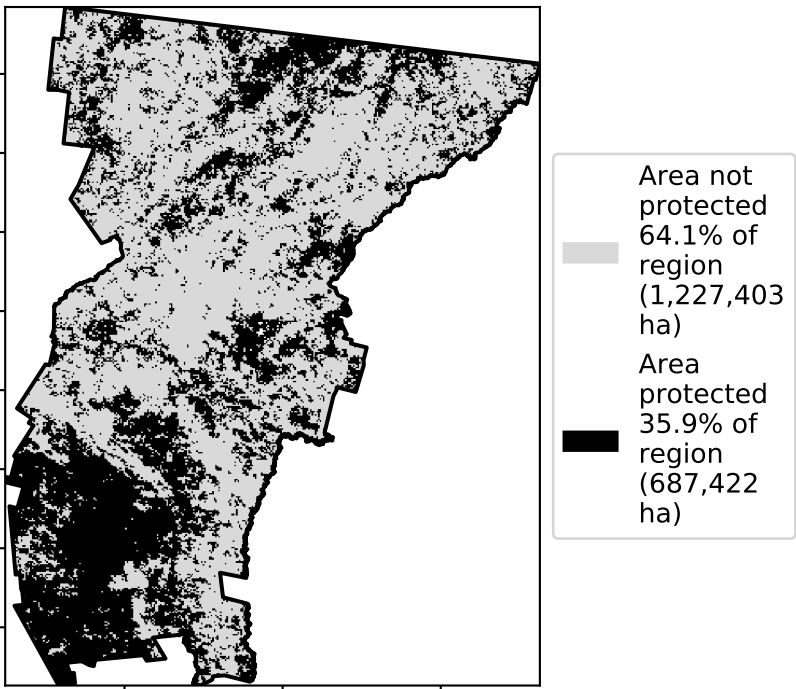 Area not
protected
64.1% of
region
(1,227,403
ha)
Area
protected
35.9% of
region
(687,422
ha)